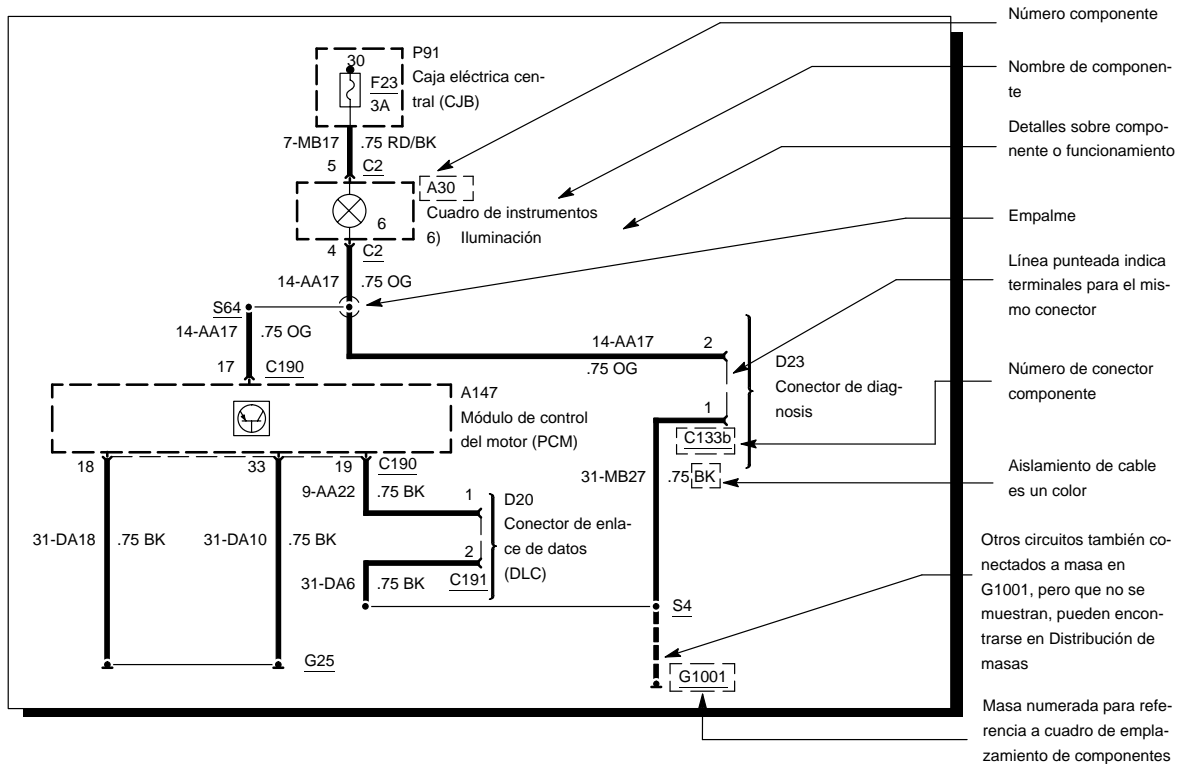 Número componente
Nombre de componen-
te
Detalles sobre compo-
nente o funcionamiento
Empalme
Línea punteada indica
terminales para el mis-
mo conector
Número de conector
componente
Aislamiento de cable
es un color
Otros circuitos también co-
nectados a masa en
G1001, pero que no se
muestran, pueden encon-
trarse en Distribución de
masas
Masa numerada para refe-
rencia a cuadro de empla-
zamiento de componentes
P91
Caja eléctrica cen-
tral (CJB)
30
F23
3A
7-MB17 .75 RD/BK
5 C2
A30
Cuadro de instrumentos
6) Iluminación
6
4 C2
14-AA17 .75 OG
S64
14-AA17 .75 OG
17 C190
14-AA17 2
.75 OG
D23
Conector de diag-
nosis
1
C133b
31-MB27 .75 BK
A147
Módulo de control
del motor (PCM)
18 33 19 C190
9-AA22 .75 BK 1
D20
Conector de enla-
ce de datos
(DLC)
31-DA18 .75 BK 31-DA10 .75 BK
2
31-DA6 .75 BK C191
S4
G25
G1001